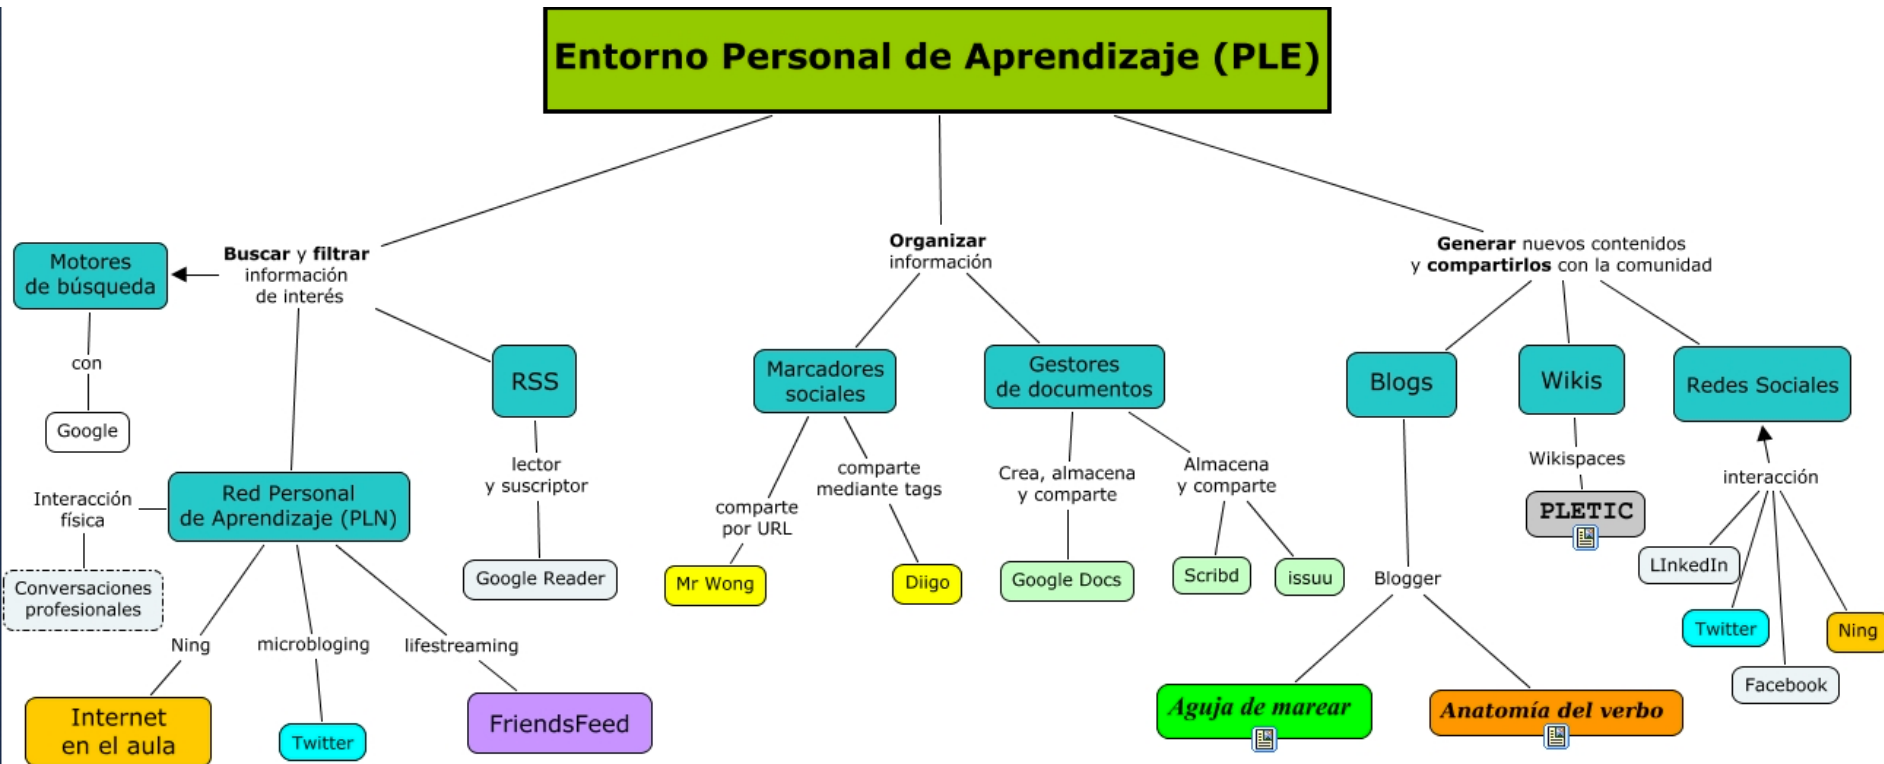 Entorno Personal de Aprendizaje (PLE)
Buscar y filtrar
información
de interés
Motores
de búsqueda
con
Google
Red Personal
de Aprendizaje (PLN)
Interacción
física
Conversaciones
profesionales
Ning
Internet
en el aula
microbloging
Twitter
lifestreaming
FriendsFeed
RSS
lector
y suscriptor
Google Reader
Organizar
información
Marcadores
sociales
comparte
por URL
Mr Wong
comparte
mediante tags
Diigo
Gestores
de documentos
Crea, almacena
y comparte
Google Docs
Almacena
y comparte
Scribd
issuu
Generar nuevos contenidos
y compartirlos con la comunidad
Blogs
Blogger
Aguja de marear
Anatomía del verbo
Wikis
Wikispaces
PLETIC
Redes Sociales
interacción
LInkedIn
Twitter
Facebook
Ning